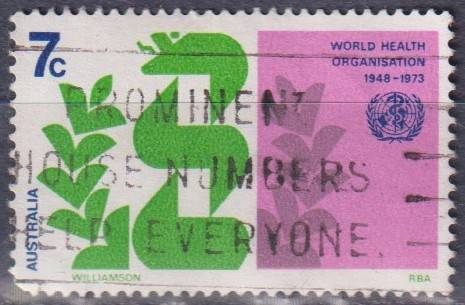 7c
WORLD HEALTH
ORGANISATION
1948-1973
PROMINENT
HOUSE NUMBERS
HELP EVERYONE.
AUSTRALIA
WILLIAMSON
RBA